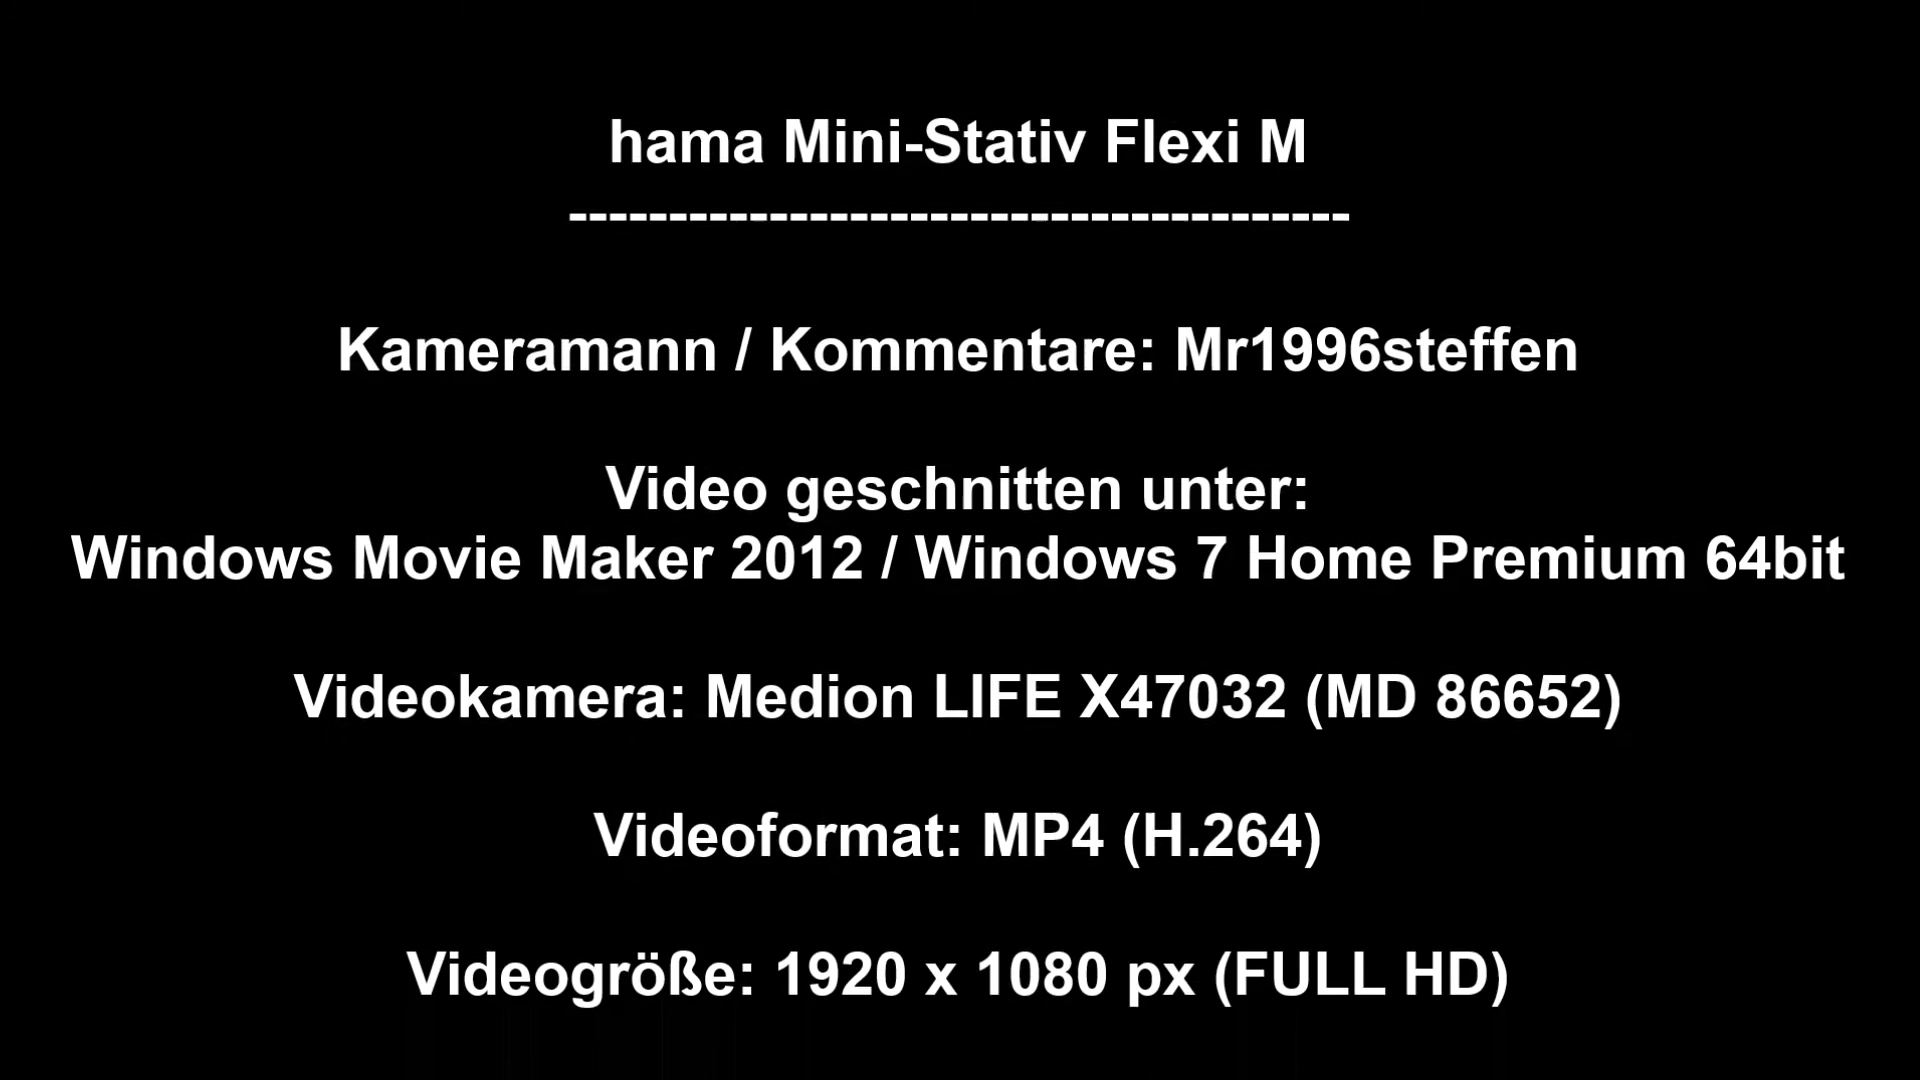 hama Mini-Stativ Flexi M
---------------------------------------
Kameramann / Kommentare: Mr1996steffen
Video geschnitten unter:
Windows Movie Maker 2012 / Windows 7 Home Premium 64bit
Videokamera: Medion LIFE X47032 (MD 86652)
Videoformat: MP4 (H.264)
Videogröße: 1920 x 1080 px (FULL HD)